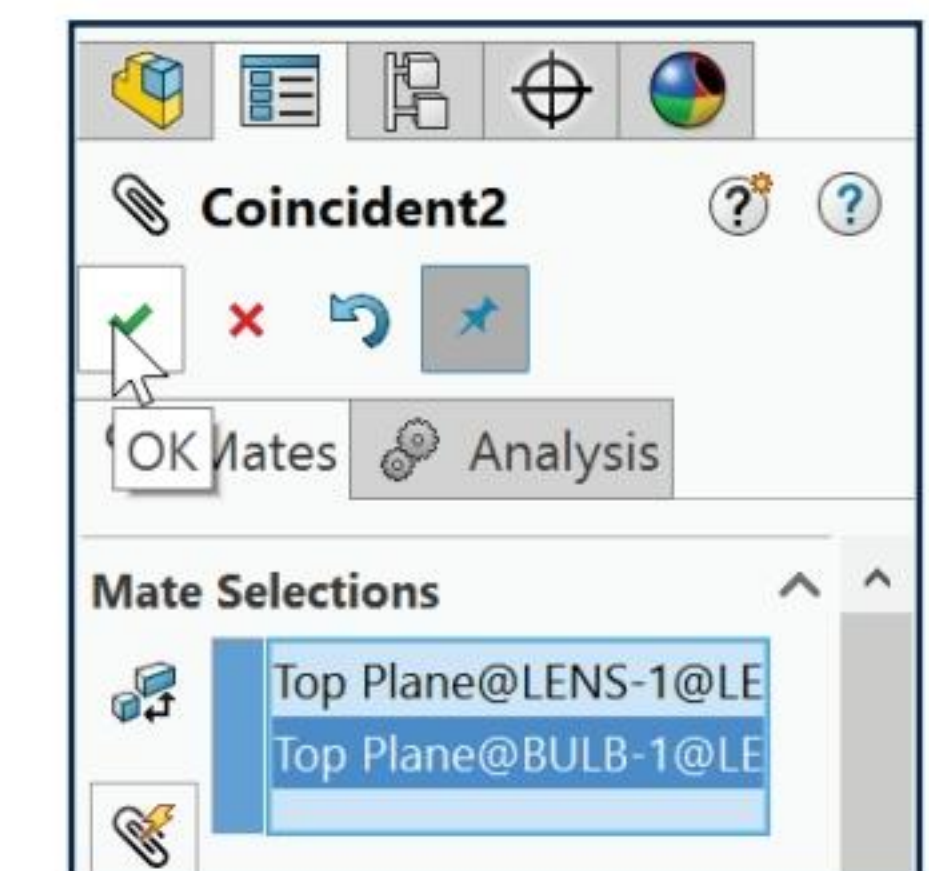 Coincident2
OK
Analysis
Mate Selections
Top Plane@LENS-1@LE
Top Plane@BULB-1@LE